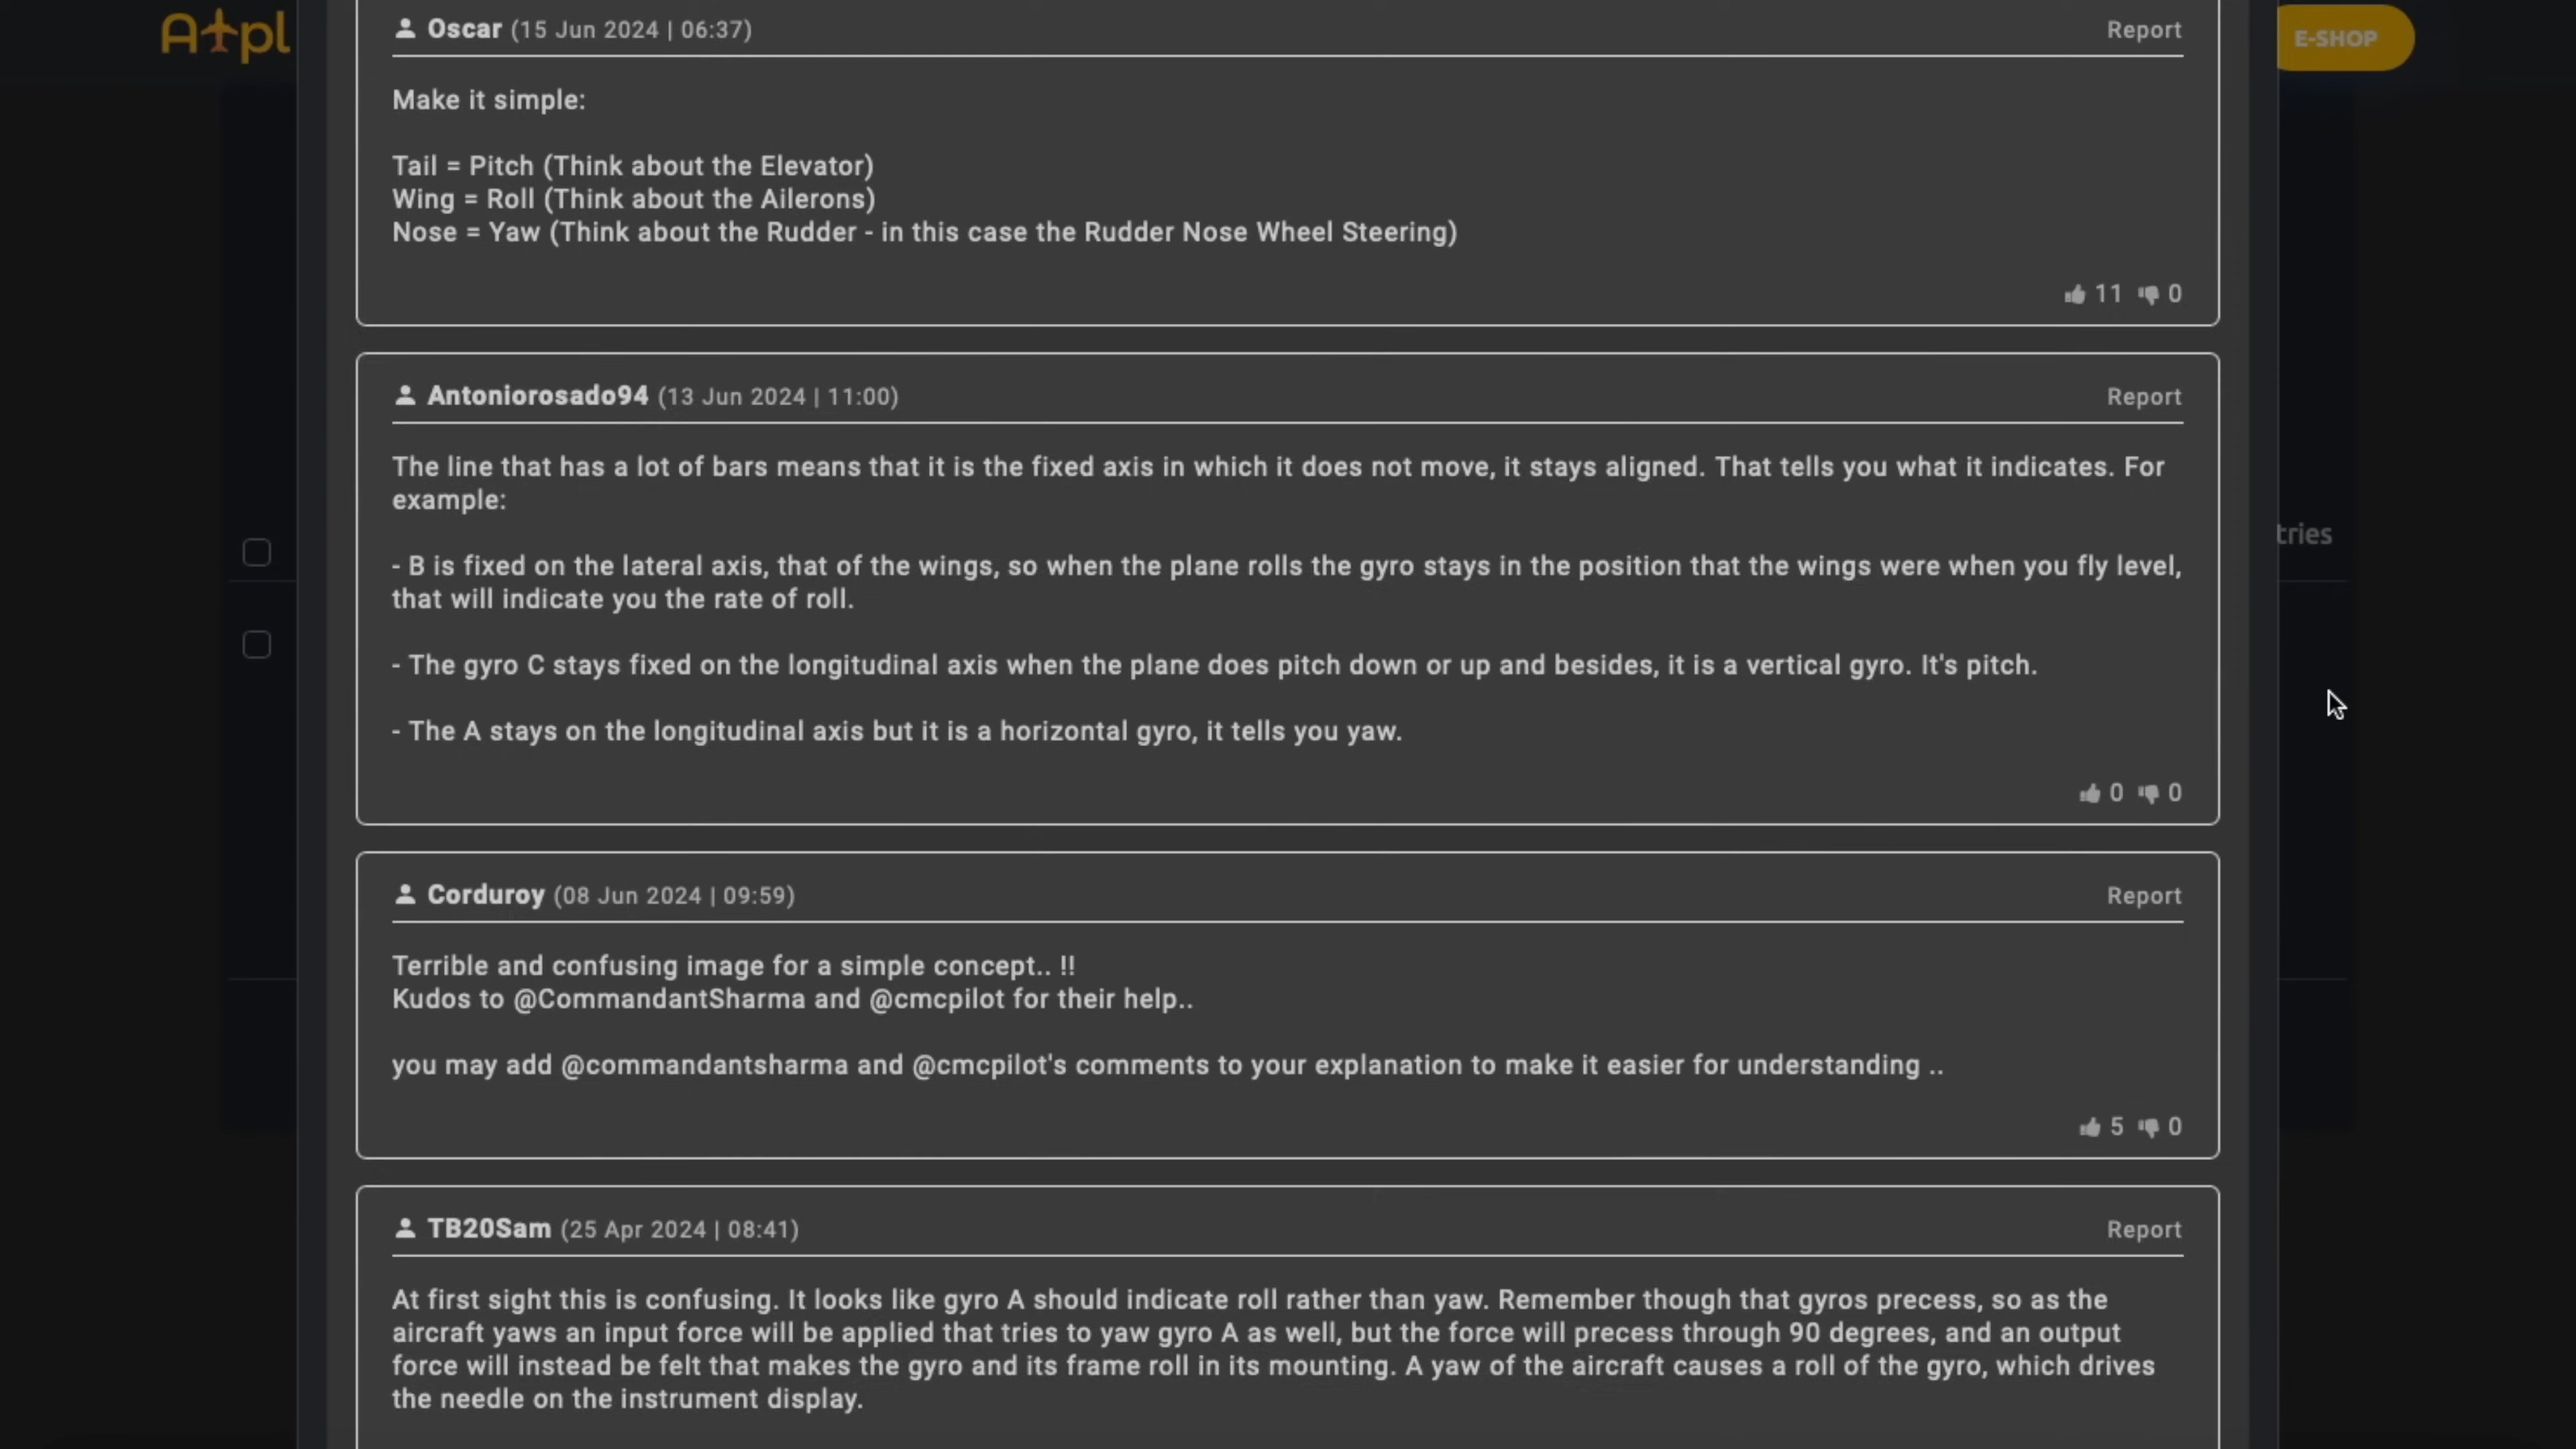 A pl
E-SHOP
Oscar (15 Jun 2024 | 06:37)
Report
Make it simple:
Tail = Pitch (Think about the Elevator)
Wing = Roll (Think about the Ailerons)
Nose = Yaw (Think about the Rudder - in this case the Rudder Nose Wheel Steering)
11 0
Antoniorosado94 (13 Jun 2024 | 11:00)
Report
The line that has a lot of bars means that it is the fixed axis in which it does not move, it stays aligned. That tells you what it indicates. For
example:
- B is fixed on the lateral axis, that of the wings, so when the plane rolls the gyro stays in the position that the wings were when you fly level,
that will indicate you the rate of roll.
- The gyro C stays fixed on the longitudinal axis when the plane does pitch down or up and besides, it is a vertical gyro. It's pitch.
- The A stays on the longitudinal axis but it is a horizontal gyro, it tells you yaw.
0 0
tries
Corduroy (08 Jun 2024 | 09:59)
Report
Terrible and confusing image for a simple concept.. !!
Kudos to @CommandantSharma and @cmcpilot for their help..
you may add @commandantsharma and @cmcpilot's comments to your explanation to make it easier for understanding ..
5 0
TB20Sam (25 Apr 2024 | 08:41)
Report
At first sight this is confusing. It looks like gyro A should indicate roll rather than yaw. Remember though that gyros precess, so as the
aircraft yaws an input force will be applied that tries to yaw gyro A as well, but the force will precess through 90 degrees, and an output
force will instead be felt that makes the gyro and its frame roll in its mounting. A yaw of the aircraft causes a roll of the gyro, which drives
the needle on the instrument display.